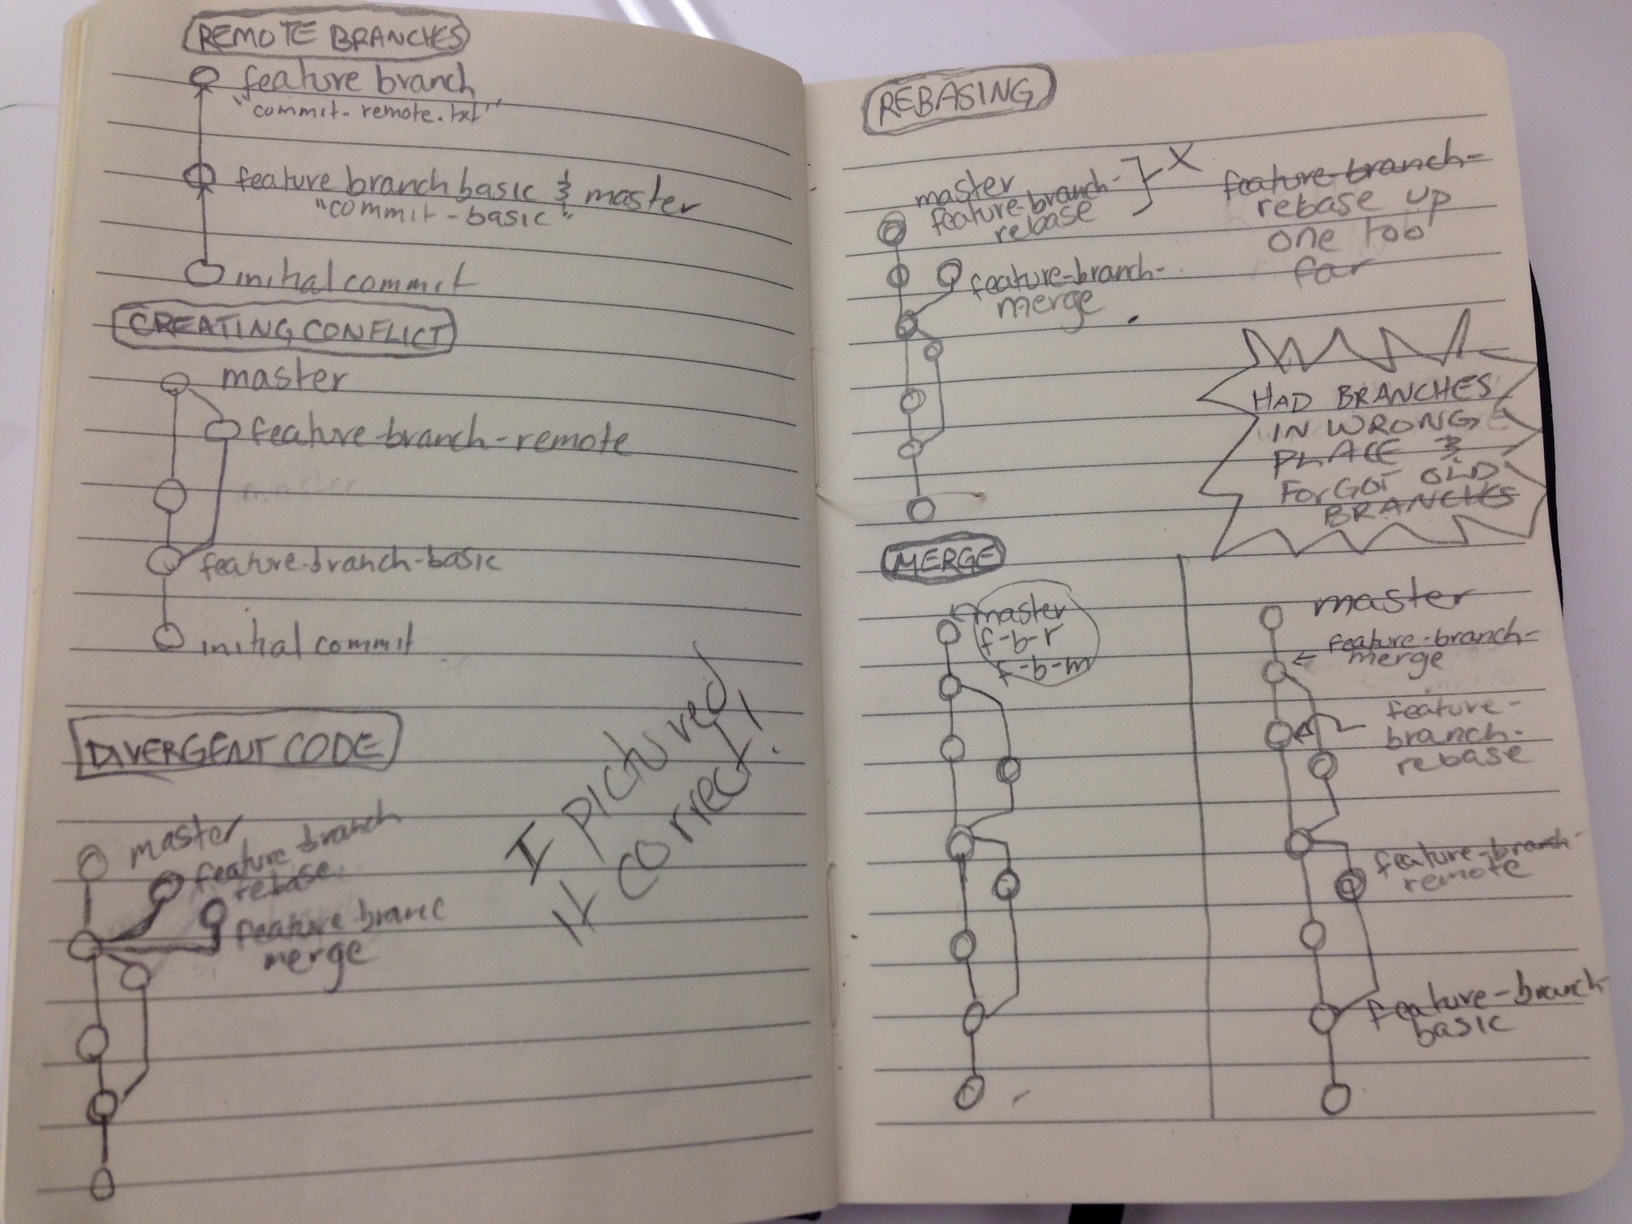 REMOTE BRANCHES
feature branch
"commit-remote.txt"
feature branch basic & master
"commit-basic"
initial commit
CREATING CONFLICT
master
feature-branch-remote
feature-branch-basic
initial commit
DIVERGENT CODE
master
feature branch
rebase
feature-branc
merge
I pictured
it correct!
REBASING
master
feature-branch-
rebase
X
feature-branch-
rebase up
one too
far
feature-branch-
merge
HAD BRANCHES
IN WRONG
PLACE &
FORGOT OLD
BRANCHES
MERGE
master
f-b-r
f-b-m
master
feature-branch-
merge
feature-
branch-
rebase
feature-branch-
remote
feature-branch-
basic